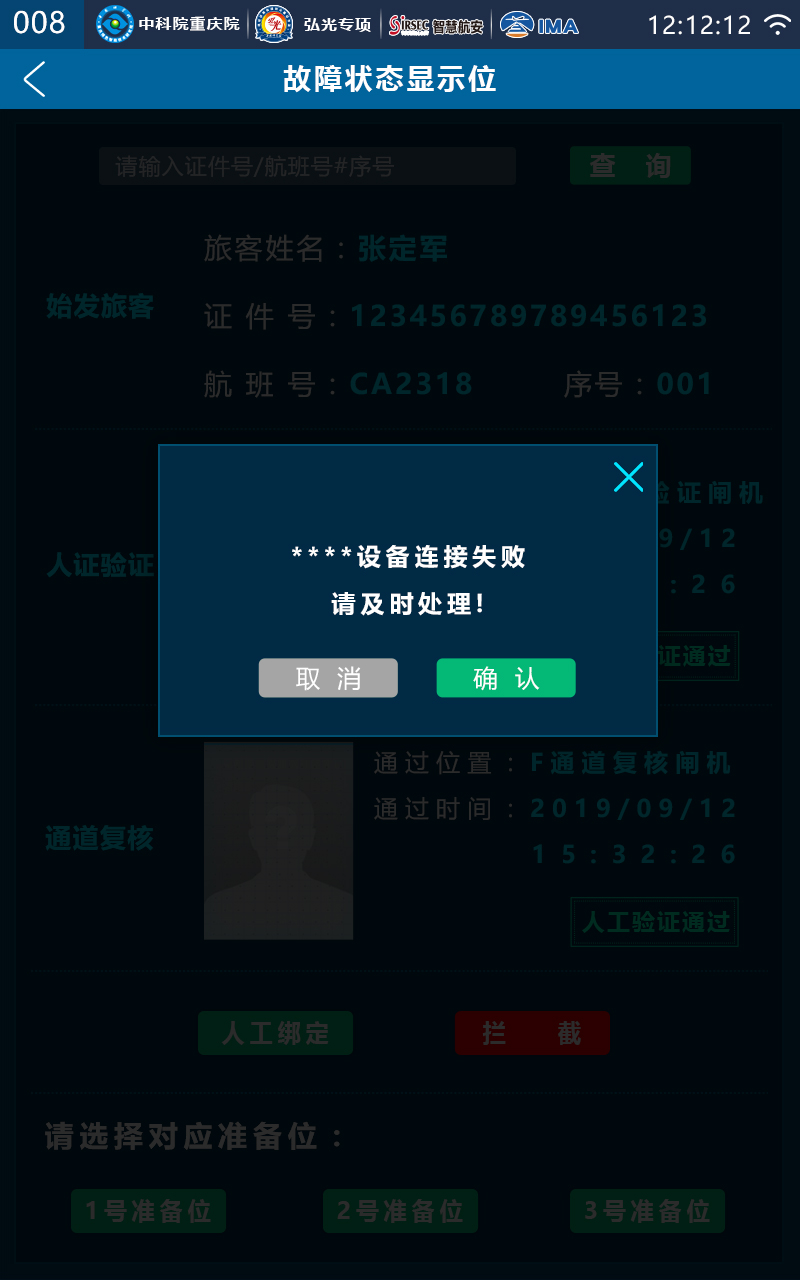 008 中科院重庆院 弘光专项 SiRSEC 智慧航安 IMA 12:12:12
故障状态显示位
请输入证件号/航班号#序号 查 询
旅客姓名：张定军
始发旅客
证 件 号：123456789789456123
航 班 号：CA2318 序号：001
验证闸机
9/12
人证验证
:26
证通过
****设备连接失败
请及时处理!
取 消 确 认
通过位置：F通道复核闸机
通过时间：2019/09/12
通道复核
15:32:26
人工验证通过
人工绑定 拦 截
请选择对应准备位：
1号准备位 2号准备位 3号准备位